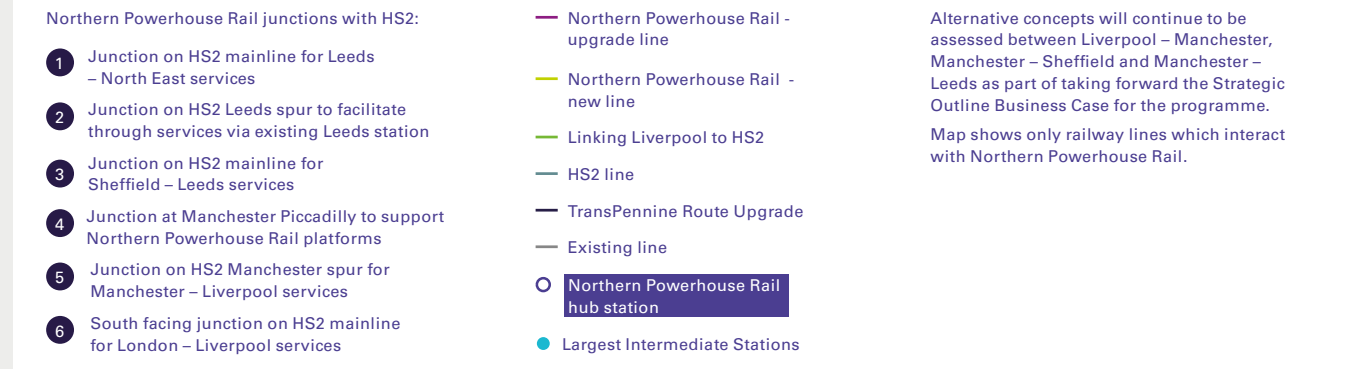 Northern Powerhouse Rail junctions with HS2:
1 Junction on HS2 mainline for Leeds
– North East services
2 Junction on HS2 Leeds spur to facilitate
through services via existing Leeds station
3 Junction on HS2 mainline for
Sheffield – Leeds services
4 Junction at Manchester Piccadilly to support
Northern Powerhouse Rail platforms
5 Junction on HS2 Manchester spur for
Manchester – Liverpool services
6 South facing junction on HS2 mainline
for London – Liverpool services
Northern Powerhouse Rail -
upgrade line
Northern Powerhouse Rail -
new line
Linking Liverpool to HS2
HS2 line
TransPennine Route Upgrade
Existing line
Northern Powerhouse Rail
hub station
Largest Intermediate Stations
Alternative concepts will continue to be
assessed between Liverpool – Manchester,
Manchester – Sheffield and Manchester –
Leeds as part of taking forward the Strategic
Outline Business Case for the programme.
Map shows only railway lines which interact
with Northern Powerhouse Rail.